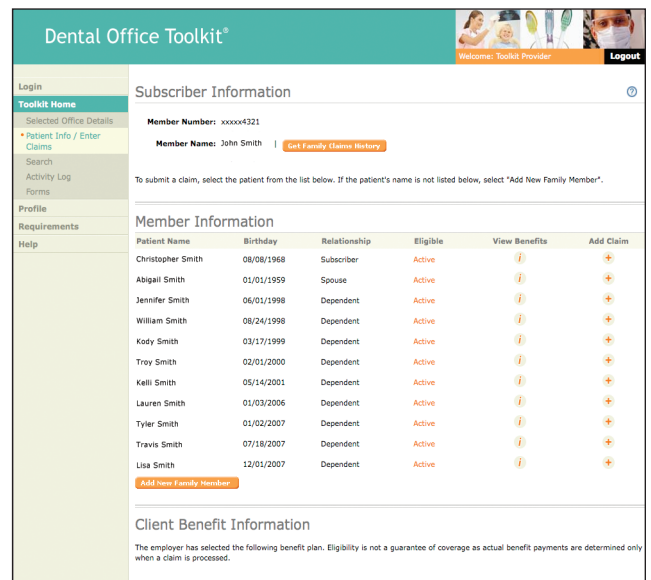 Dental Office Toolkit®
Welcome: Toolkit Provider
Logout
Login
Toolkit Home
Selected Office Details
Patient Info / Enter
Claims
Search
Activity Log
Forms
Profile
Requirements
Help
Subscriber Information
?
Member Number: xxxxx4321
Member Name: John Smith | Get Family Claims History
To submit a claim, select the patient from the list below. If the patient's name is not listed below, select "Add New Family Member".
Member Information
Patient Name Birthday Relationship Eligible View Benefits Add Claim
Christopher Smith 08/08/1968 Subscriber Active i +
Abigail Smith 01/01/1959 Spouse Active i +
Jennifer Smith 06/01/1998 Dependent Active i +
William Smith 08/24/1998 Dependent Active i +
Kody Smith 03/17/1999 Dependent Active i +
Troy Smith 02/01/2000 Dependent Active i +
Kelli Smith 05/14/2001 Dependent Active i +
Lauren Smith 01/03/2006 Dependent Active i +
Tyler Smith 01/02/2007 Dependent Active i +
Travis Smith 07/18/2007 Dependent Active i +
Lisa Smith 12/01/2007 Dependent Active i +
Add New Family Member
Client Benefit Information
The employer has selected the following benefit plan. Eligibility is not a guarantee of coverage as actual benefit payments are determined only
when a claim is processed.